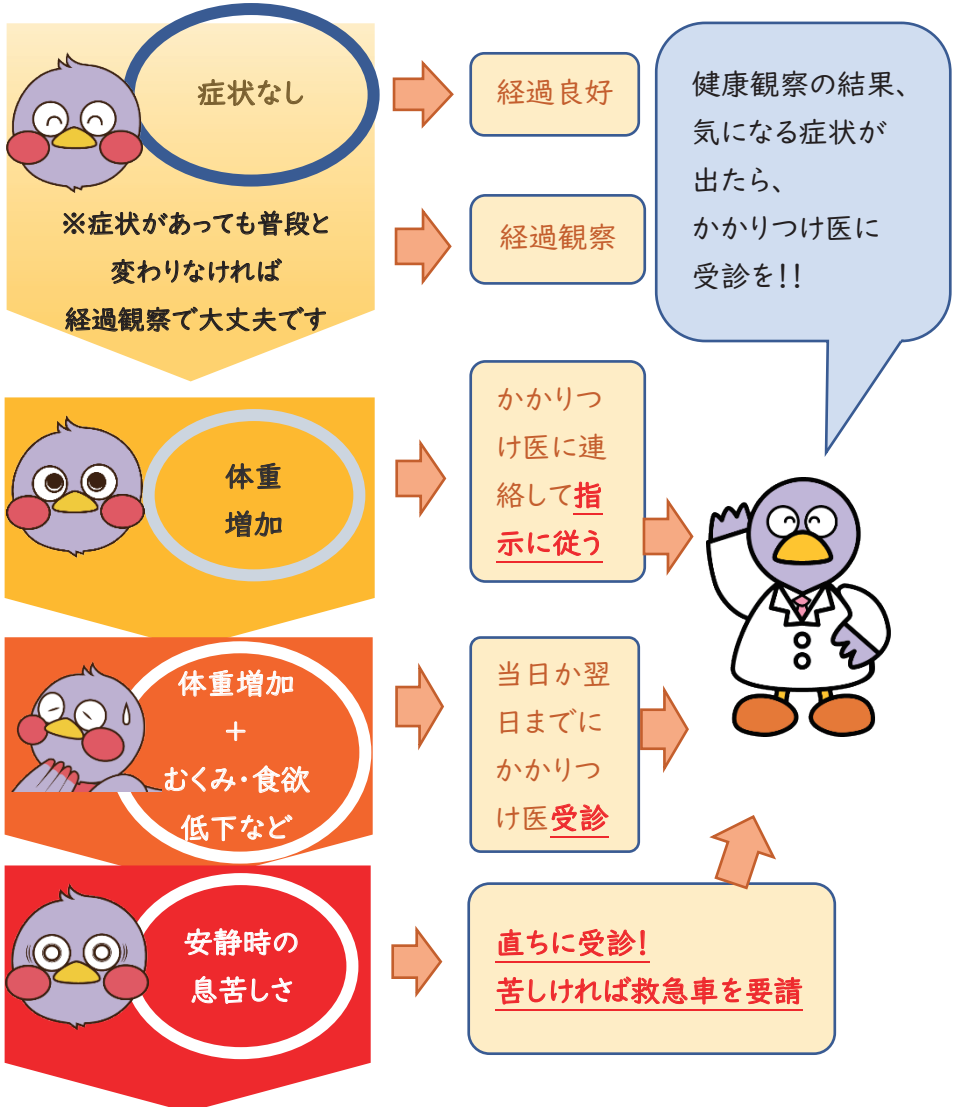 症状なし
経過良好
※症状があっても普段と
変わりなければ
経過観察で大丈夫です
経過観察
健康観察の結果、
気になる症状が
出たら、
かかりつけ医に
受診を!!
体重
増加
かかりつ
け医に連
絡して指
示に従う
体重増加
+
むくみ・食欲
低下など
当日か翌
日までに
かかりつ
け医受診
安静時の
息苦しさ
直ちに受診!
苦しければ救急車を要請